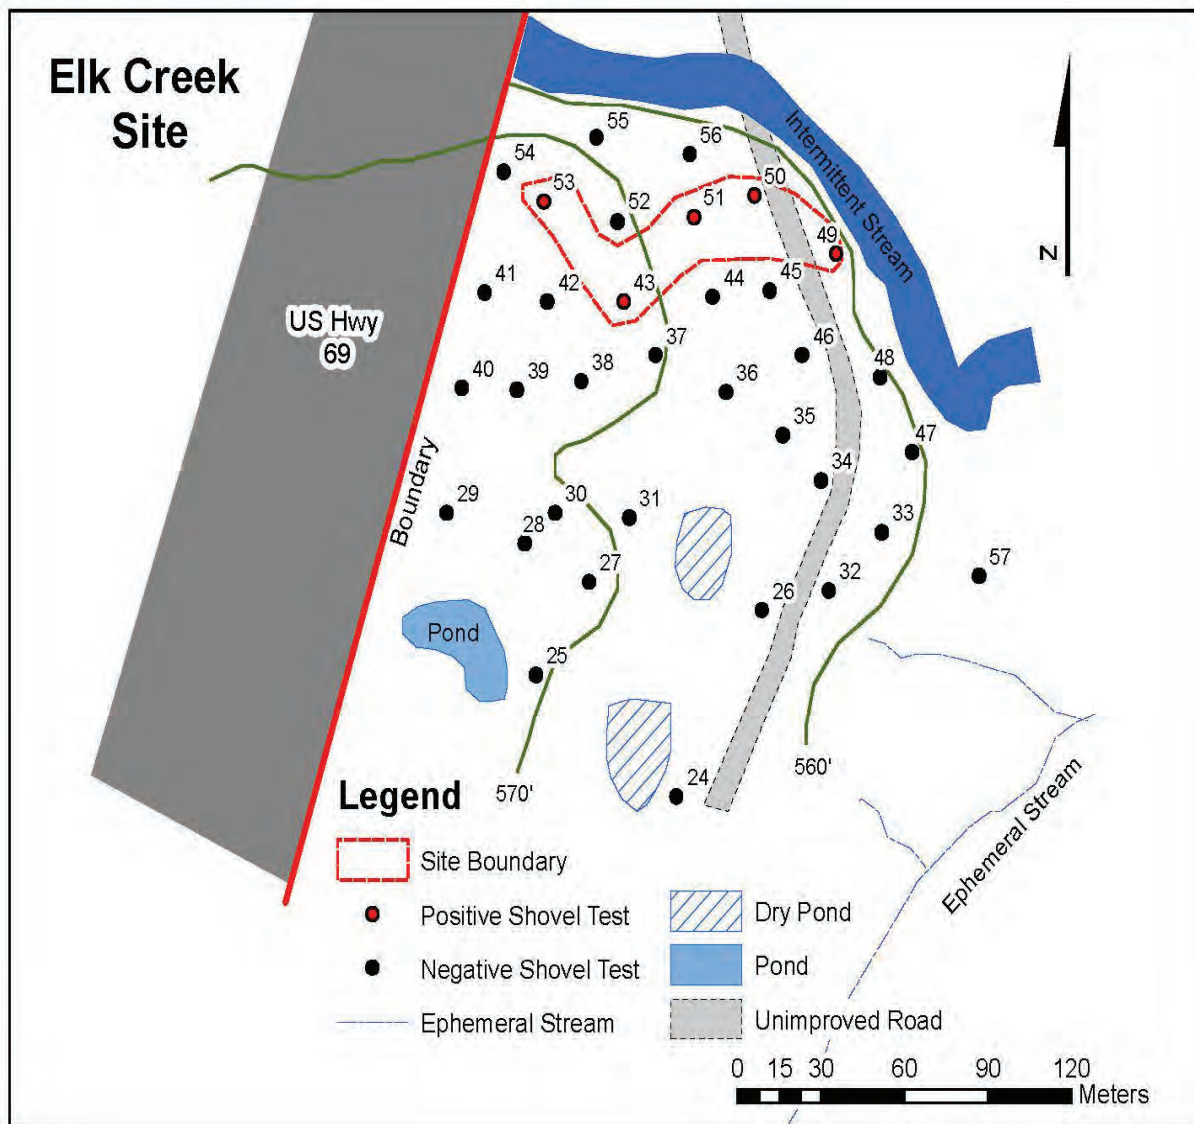 Elk Creek
Site
55
56
54
53
50
52
51
49
Intermittent Stream
N
41
42
43
44
45
US Hwy
69
37
46
48
40
39
38
36
35
47
34
Boundary
29
30
31
28
33
27
32
57
26
Pond
25
24
570'
560'
Ephemeral Stream
Legend
Site Boundary
Positive Shovel Test
Negative Shovel Test
Ephemeral Stream
Dry Pond
Pond
Unimproved Road
0 15 30 60 90 120
Meters